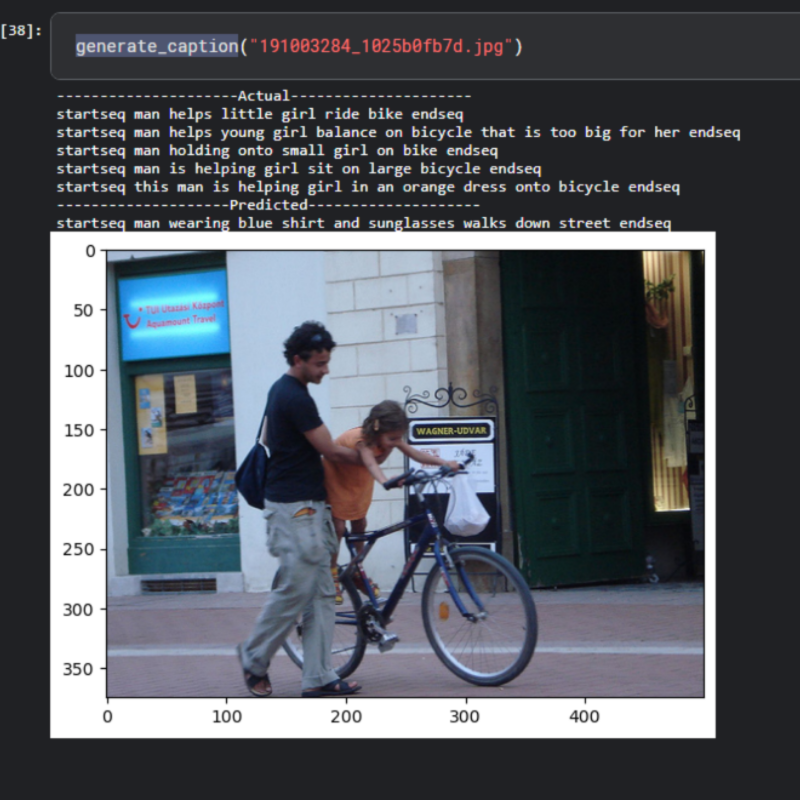 [38]:
generate_caption("191003284_1025b0fb7d.jpg")
---------------------Actual---------------------
startseq man helps little girl ride bike endseq
startseq man helps young girl balance on bicycle that is too big for her endseq
startseq man holding onto small girl on bike endseq
startseq man is helping girl sit on large bicycle endseq
startseq this man is helping girl in an orange dress onto bicycle endseq
--------------------Predicted--------------------
startseq man wearing blue shirt and sunglasses walks down street endseq
0
50
TUI Utazási Központ
Aquamount Travel
100
150
WAGNER-UDVAR
200
250
300
350
0 100 200 300 400